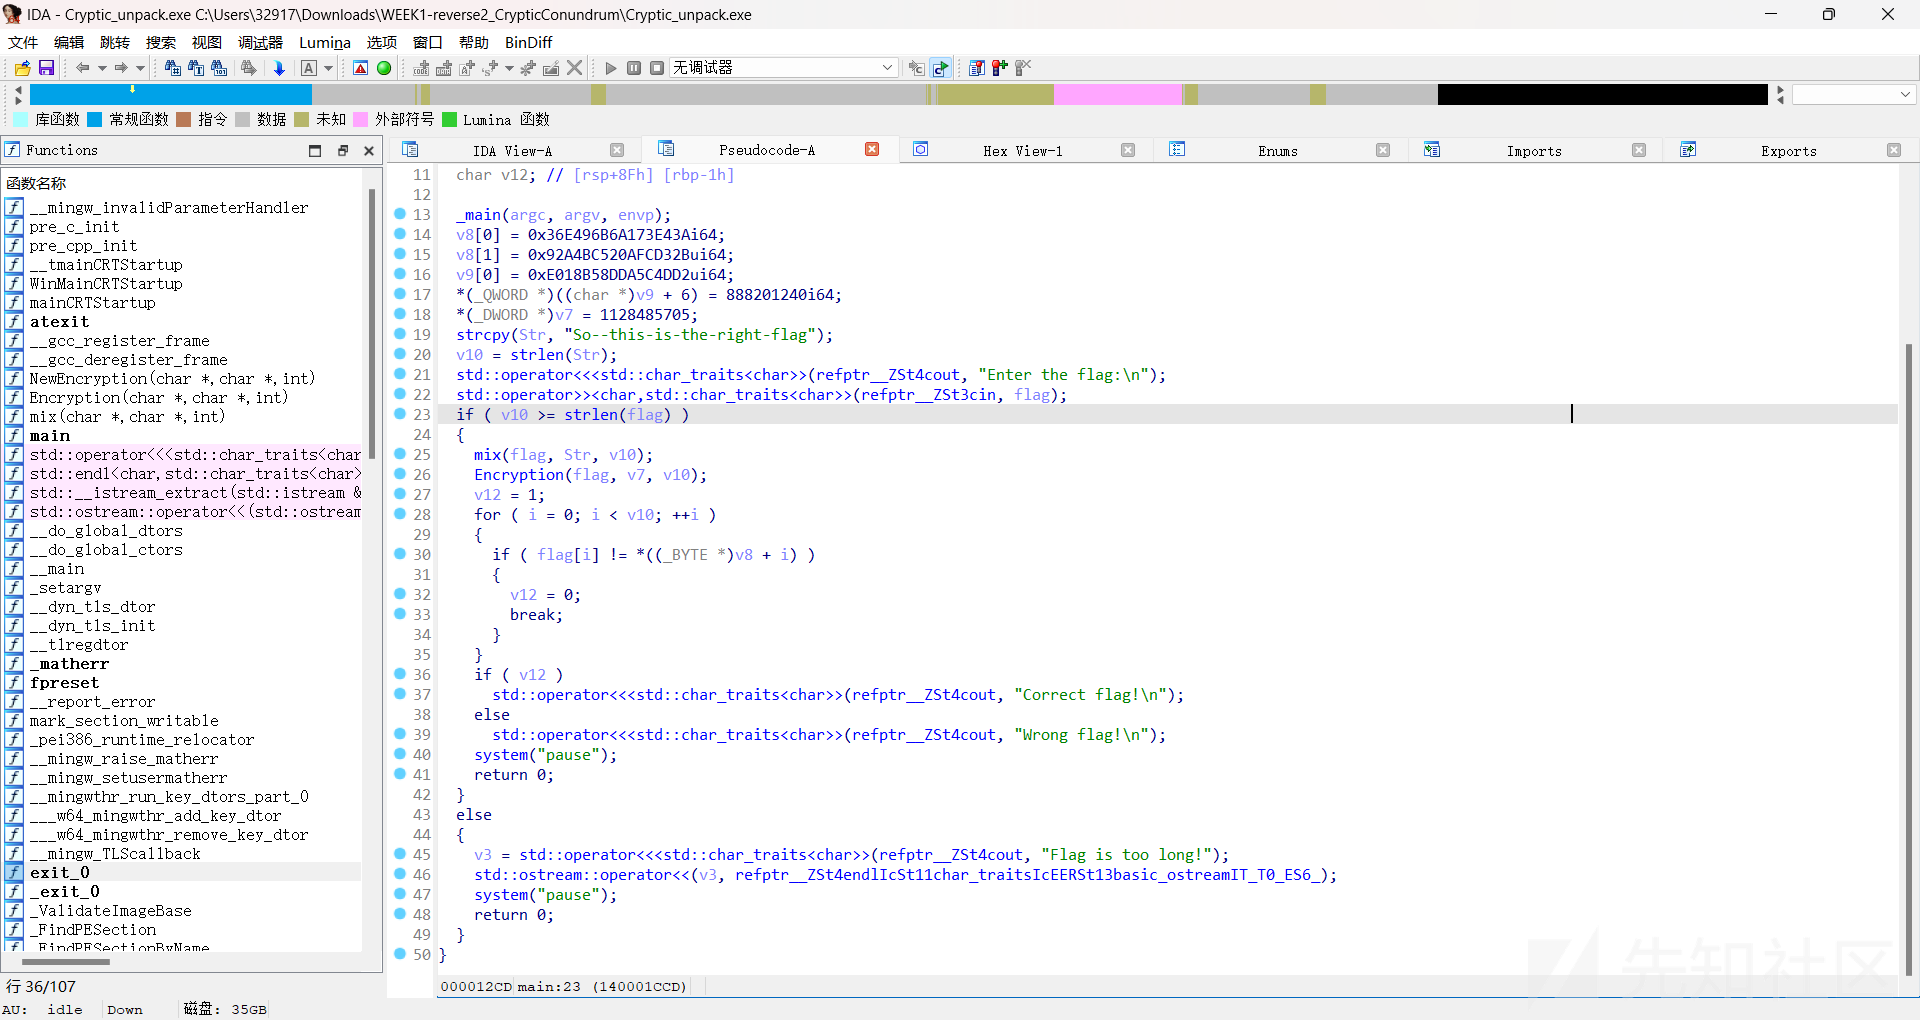 IDA - Cryptic_unpack.exe C:\Users\32917\Downloads\WEEK1-reverse2_CrypticConundrum\Cryptic_unpack.exe
文件 编辑 跳转 搜索 视图 调试器 Lumina 选项 窗口 帮助 BinDiff
无调试器
库函数 常规函数 指令 数据 未知 外部符号 Lumina 函数
Functions
函数名称
__mingw_invalidParameterHandler
pre_c_init
pre_cpp_init
__tmainCRTStartup
WinMainCRTStartup
mainCRTStartup
atexit
__gcc_register_frame
__gcc_deregister_frame
NewEncryption(char *,char *,int)
Encryption(char *,char *,int)
mix(char *,char *,int)
main
std::operator<<<std::char_traits<char
std::endl<char,std::char_traits<char>
std::__istream_extract(std::istream &
std::ostream::operator<<(std::ostream
__do_global_dtors
__do_global_ctors
__main
_setargv
__dyn_tls_dtor
__dyn_tls_init
__tlregdtor
_matherr
fpreset
__report_error
mark_section_writable
_pei386_runtime_relocator
__mingw_raise_matherr
__mingw_setusermatherr
__mingwthr_run_key_dtors_part_0
___w64_mingwthr_add_key_dtor
___w64_mingwthr_remove_key_dtor
__mingw_TLScallback
exit_0
_exit_0
_ValidateImageBase
_FindPESection
_FindPESectionByName
行 36/107
IDA View-A Pseudocode-A Hex View-1 Enums Imports Exports
11 char v12; // [rsp+8Fh] [rbp-1h]
12
13 _main(argc, argv, envp);
14 v8[0] = 0x36E496B6A173E43Ai64;
15 v8[1] = 0x92A4BC520AFCD32Bui64;
16 v9[0] = 0xE018B58DDA5C4DD2ui64;
17 *(_QWORD *)((char *)v9 + 6) = 888201240i64;
18 *(_DWORD *)v7 = 1128485705;
19 strcpy(Str, "So--this-is-the-right-flag");
20 v10 = strlen(Str);
21 std::operator<<<std::char_traits<char>>(refptr__ZSt4cout, "Enter the flag:\n");
22 std::operator>><char,std::char_traits<char>>(refptr__ZSt3cin, flag);
23 if ( v10 >= strlen(flag) )
24 {
25 mix(flag, Str, v10);
26 Encryption(flag, v7, v10);
27 v12 = 1;
28 for ( i = 0; i < v10; ++i )
29 {
30 if ( flag[i] != *((_BYTE *)v8 + i) )
31 {
32 v12 = 0;
33 break;
34 }
35 }
36 if ( v12 )
37 std::operator<<<std::char_traits<char>>(refptr__ZSt4cout, "Correct flag!\n");
38 else
39 std::operator<<<std::char_traits<char>>(refptr__ZSt4cout, "Wrong flag!\n");
40 system("pause");
41 return 0;
42 }
43 else
44 {
45 v3 = std::operator<<<std::char_traits<char>>(refptr__ZSt4cout, "Flag is too long!");
46 std::ostream::operator<<(v3, refptr__ZSt4endlIcSt11char_traitsIcEERSt13basic_ostreamIT_T0_ES6_);
47 system("pause");
48 return 0;
49 }
50 }
000012CD main:23 (140001CCD)
AU: idle Down 磁盘: 35GB
先知社区